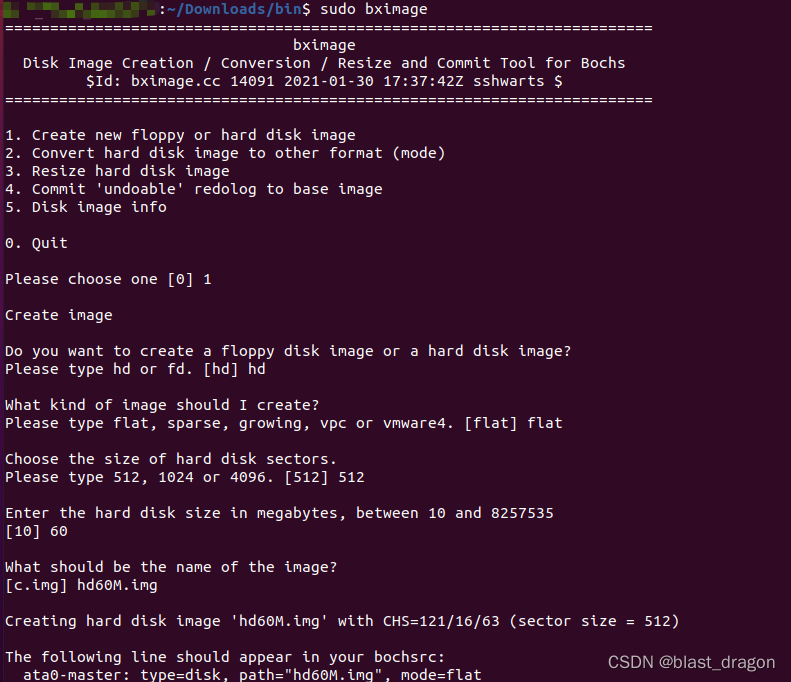 :~/Downloads/bin$ sudo bximage
========================================================================
bximage
Disk Image Creation / Conversion / Resize and Commit Tool for Bochs
$Id: bximage.cc 14091 2021-01-30 17:37:42Z sshwarts $
========================================================================
1. Create new floppy or hard disk image
2. Convert hard disk image to other format (mode)
3. Resize hard disk image
4. Commit 'undoable' redolog to base image
5. Disk image info
0. Quit
Please choose one [0] 1
Create image
Do you want to create a floppy disk image or a hard disk image?
Please type hd or fd. [hd] hd
What kind of image should I create?
Please type flat, sparse, growing, vpc or vmware4. [flat] flat
Choose the size of hard disk sectors.
Please type 512, 1024 or 4096. [512] 512
Enter the hard disk size in megabytes, between 10 and 8257535
[10] 60
What should be the name of the image?
[c.img] hd60M.img
Creating hard disk image 'hd60M.img' with CHS=121/16/63 (sector size = 512)
The following line should appear in your bochsrc:
ata0-master: type=disk, path="hd60M.img", mode=flat
CSDN @blast_dragon